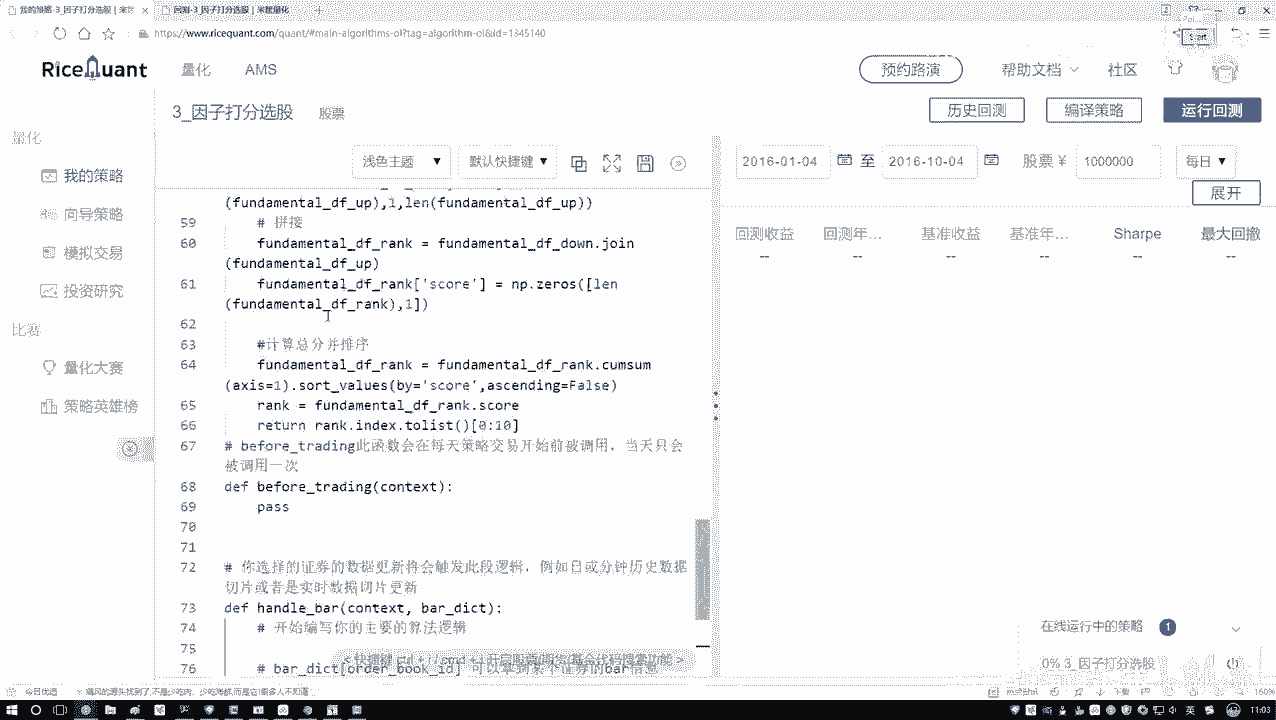 我的策略-3_因子打分选股 | 米
回测-3_因子打分选股 | 米筐量化
https://www.ricequant.com/quant/#main-algorithms-ol?tag=algorithm-ol&id=1345140
RiceQuant
量化
AMS
预约路演
帮助文档
社区
3_因子打分选股
股票
历史回测
编译策略
运行回测
量化
我的策略
向导策略
模拟交易
投资研究
比赛
量化大赛
策略英雄榜
浅色主题
默认快捷键
2016-01-04 至 2016-10-04
股票 ¥ 1000000
每日
展开
回测收益 回测年... 基准收益 基准年... Sharpe 最大回撤
-- -- -- -- -- --
(fundamental_df_up),1,len(fundamental_df_up))
59 # 拼接
60 fundamental_df_rank = fundamental_df_down.join
(fundamental_df_up)
61 fundamental_df_rank['score'] = np.zeros([len
(fundamental_df_rank),1])
62
63 #计算总分并排序
64 fundamental_df_rank = fundamental_df_rank.cumsum
(axis=1).sort_values(by='score',ascending=False)
65 rank = fundamental_df_rank.score
66 return rank.index.tolist()[0:10]
67 # before_trading此函数会在每天策略交易开始前被调用，当天只会
被调用一次
68 def before_trading(context):
69 pass
70
71
72 # 你选择的证券的数据更新将会触发此段逻辑，例如日或分钟历史数据
切片或者是实时数据切片更新
73 def handle_bar(context, bar_dict):
74 # 开始编写你的主要的算法逻辑
75
76 # bar_dict[order_book_id] 可以拿到某个证券的bar信息
在线运行中的策略 1
0% 3_因子打分选股
今日优选
160%
英
11:03